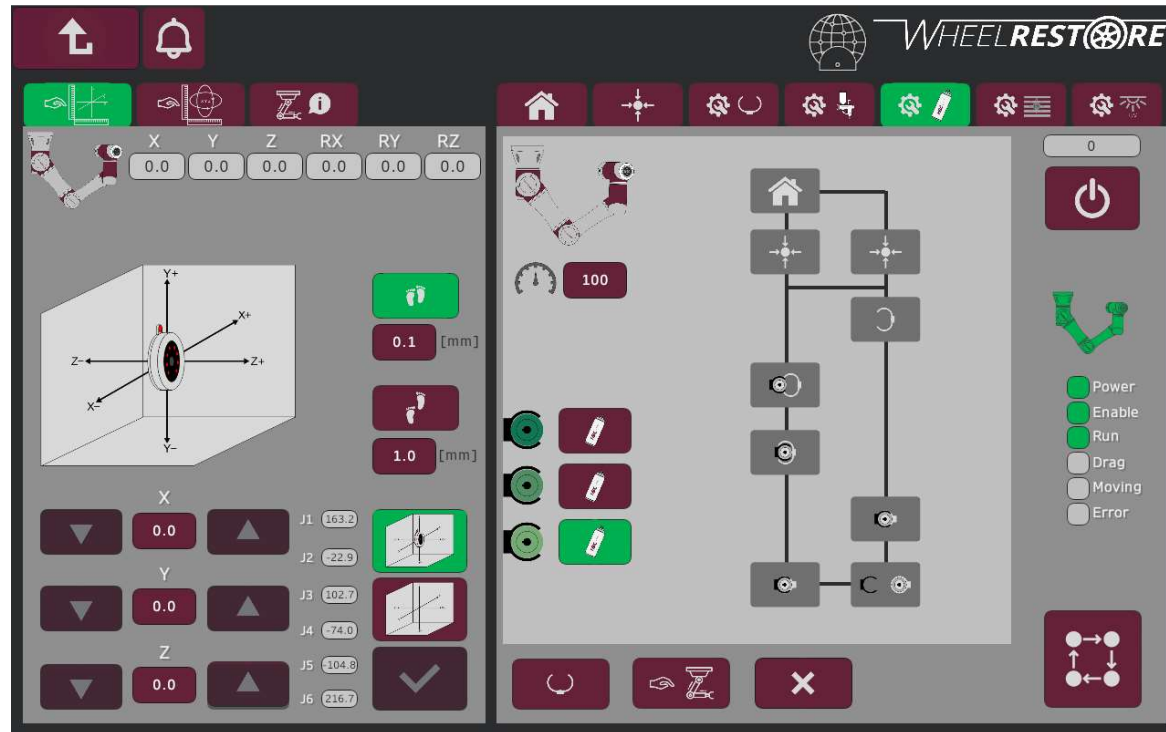 WHEELRESTORE
X Y Z RX RY RZ
0.0 0.0 0.0 0.0 0.0 0.0
0
100
Y+
X+
Z-
Z+
X-
Y-
0.1 [mm]
1.0 [mm]
Power
Enable
Run
Drag
Moving
Error
X
0.0
Y
0.0
Z
0.0
J1 163.2
J2 -22.9
J3 102.7
J4 -74.0
J5 -104.8
J6 216.7